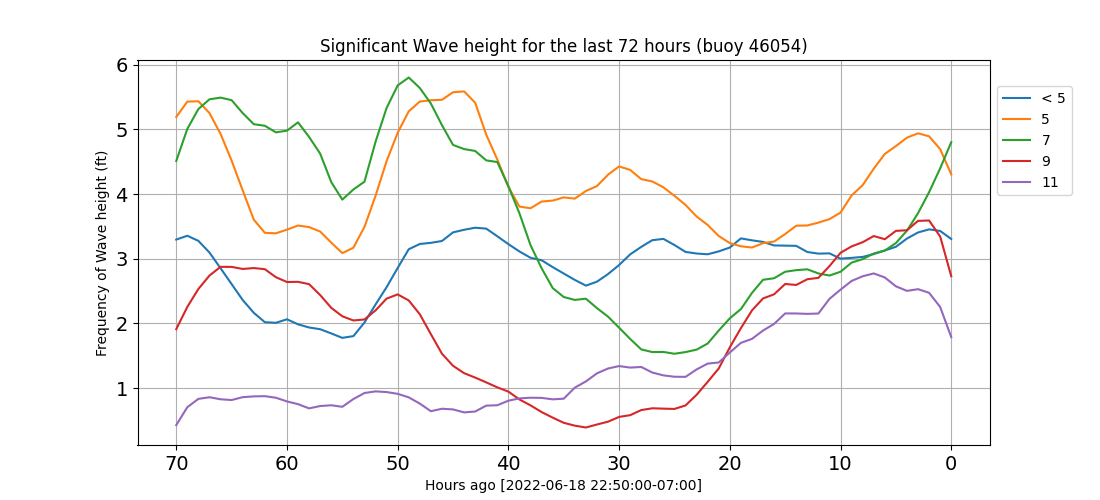 Significant Wave height for the last 72 hours (buoy 46054)
Frequency of Wave height (ft)
6
5
4
3
2
1
70 60 50 40 30 20 10 0
Hours ago [2022-06-18 22:50:00-07:00]
< 5
5
7
9
11